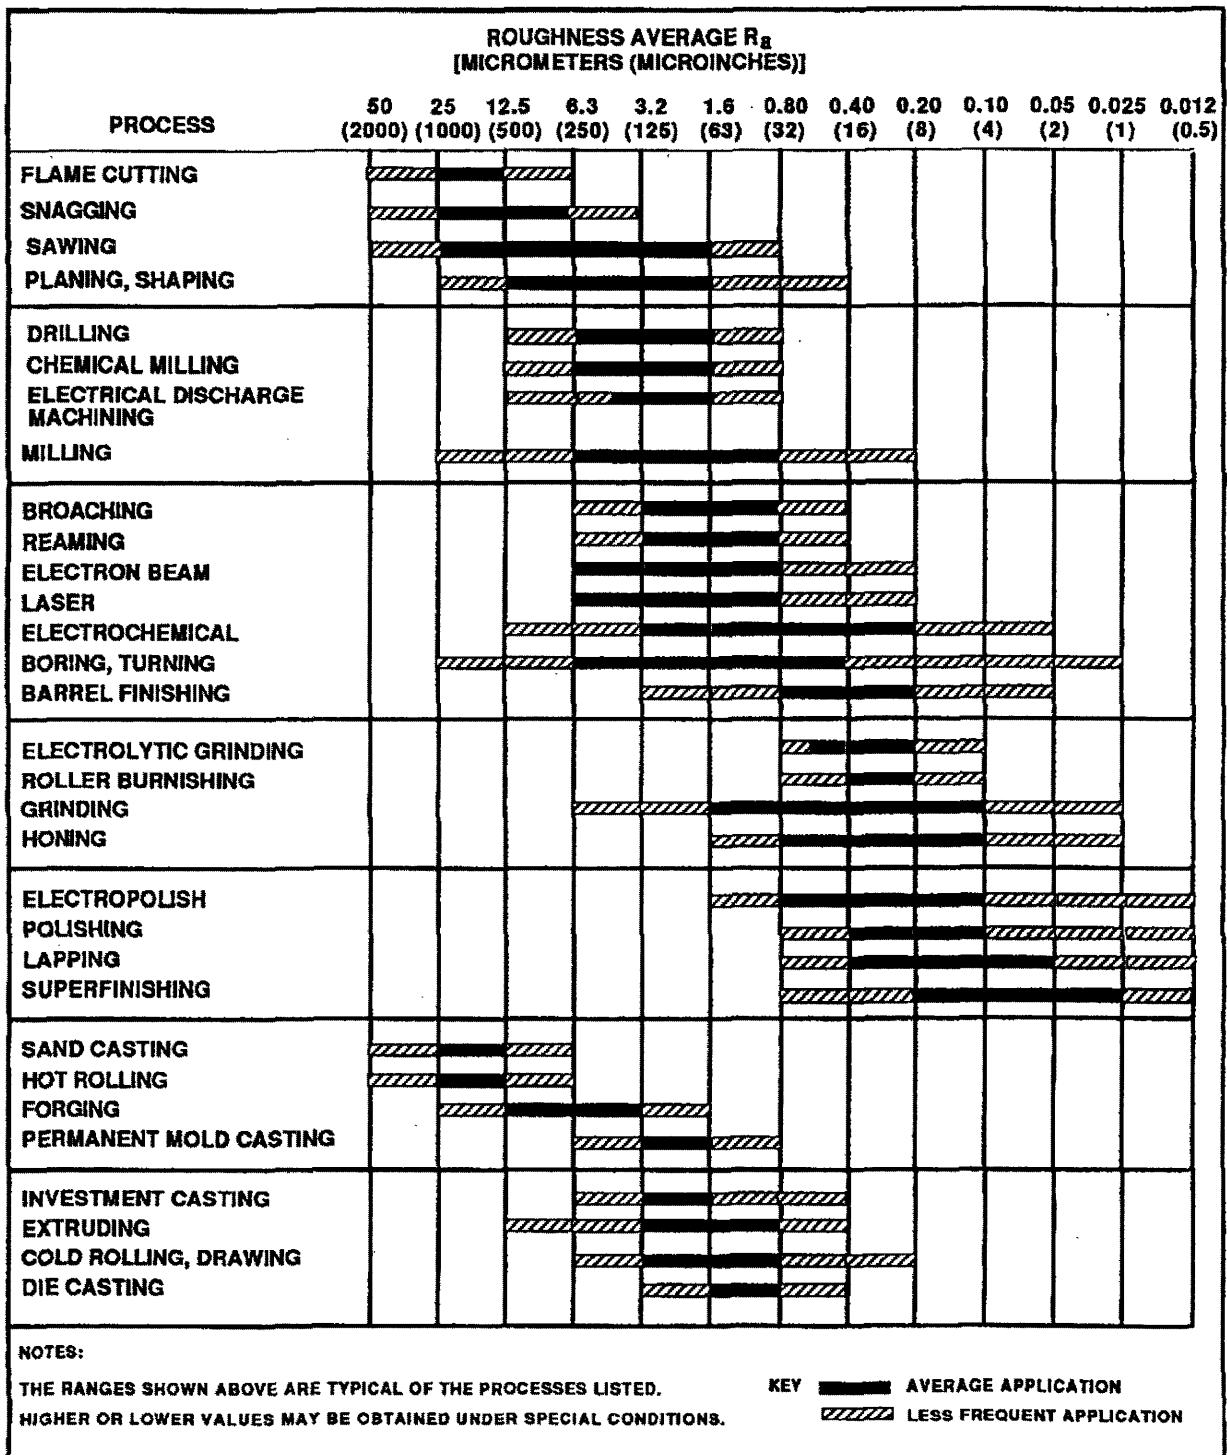 ROUGHNESS AVERAGE Ra
[MICROMETERS (MICROINCHES)]
PROCESS
50 25 12.5 6.3 3.2 1.6 0.80 0.40 0.20 0.10 0.05 0.025 0.012
(2000) (1000) (500) (250) (125) (63) (32) (16) (8) (4) (2) (1) (0.5)
FLAME CUTTING
SNAGGING
SAWING
PLANING, SHAPING
DRILLING
CHEMICAL MILLING
ELECTRICAL DISCHARGE
MACHINING
MILLING
BROACHING
REAMING
ELECTRON BEAM
LASER
ELECTROCHEMICAL
BORING, TURNING
BARREL FINISHING
ELECTROLYTIC GRINDING
ROLLER BURNISHING
GRINDING
HONING
ELECTROPOLISH
POLISHING
LAPPING
SUPERFINISHING
SAND CASTING
HOT ROLLING
FORGING
PERMANENT MOLD CASTING
INVESTMENT CASTING
EXTRUDING
COLD ROLLING, DRAWING
DIE CASTING
NOTES:
THE RANGES SHOWN ABOVE ARE TYPICAL OF THE PROCESSES LISTED.
HIGHER OR LOWER VALUES MAY BE OBTAINED UNDER SPECIAL CONDITIONS.
KEY AVERAGE APPLICATION
LESS FREQUENT APPLICATION